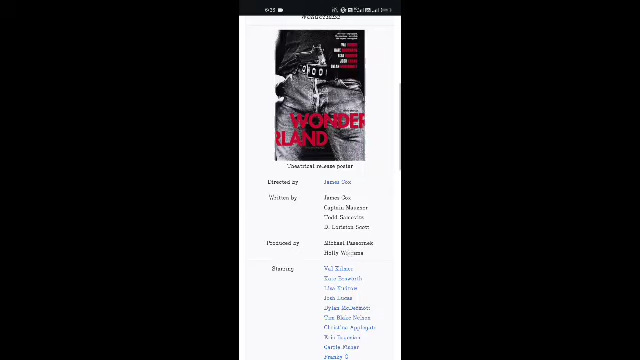 Wonderland
WONDER
RLAND
Theatrical release poster
Directed by
James Cox
Written by
James Cox
Captain Mauzner
Todd Samovitz
D. Loriston Scott
Produced by
Michael Paseornek
Holly Wiersma
Starring
Val Kilmer
Kate Bosworth
Lisa Kudrow
Josh Lucas
Dylan McDermott
Tim Blake Nelson
Christina Applegate
Eric Bogosian
Carrie Fisher
Franky G